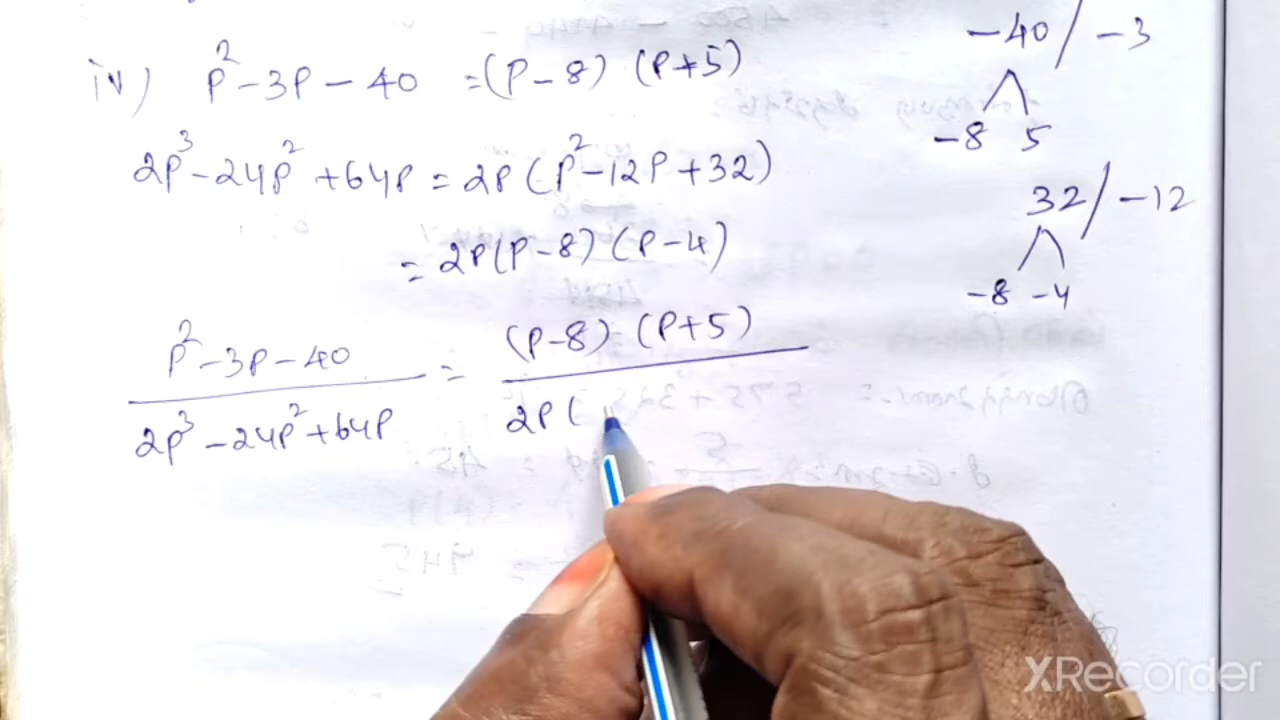 iv) p² - 3p - 40 = (p - 8) (p + 5)
-40 / -3
-8 5
2p³ - 24p² + 64p = 2p (p² - 12p + 32)
32 / -12
-8 -4
= 2p (p - 8) (p - 4)
p² - 3p - 40 = (p - 8) (p + 5)
2p³ - 24p² + 64p 2p (
XRecorder